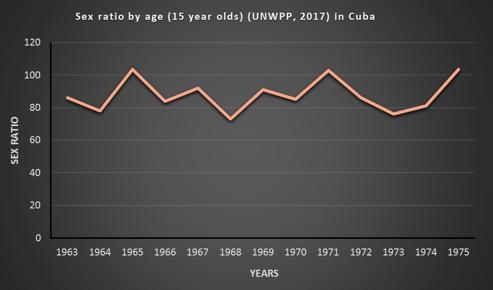 Sex ratio by age (15 year olds) (UNWPP, 2017) in Cuba
120
100
80
60
40
20
0
SEX RATIO
1963 1964 1965 1966 1967 1968 1969 1970 1971 1972 1973 1974 1975
YEARS